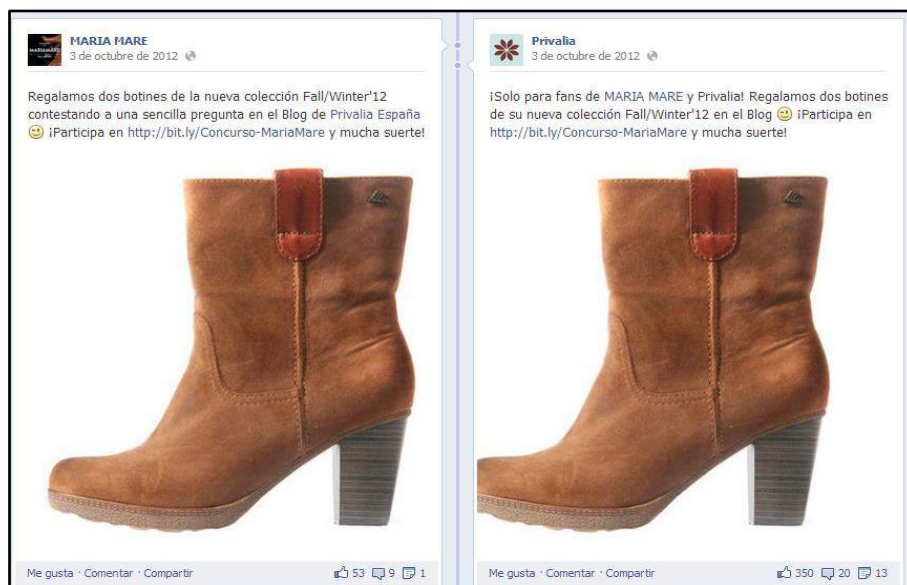 MARIA MARE
3 de octubre de 2012
Regalamos dos botines de la nueva colección Fall/Winter'12
contestando a una sencilla pregunta en el Blog de Privalia España
¡Participa en http://bit.ly/Concurso-MariaMare y mucha suerte!
Me gusta · Comentar · Compartir
53 9 1
Privalia
3 de octubre de 2012
¡Solo para fans de MARIA MARE y Privalia! Regalamos dos botines
de su nueva colección Fall/Winter'12 en el Blog ¡Participa en
http://bit.ly/Concurso-MariaMare y mucha suerte!
Me gusta · Comentar · Compartir
350 20 13